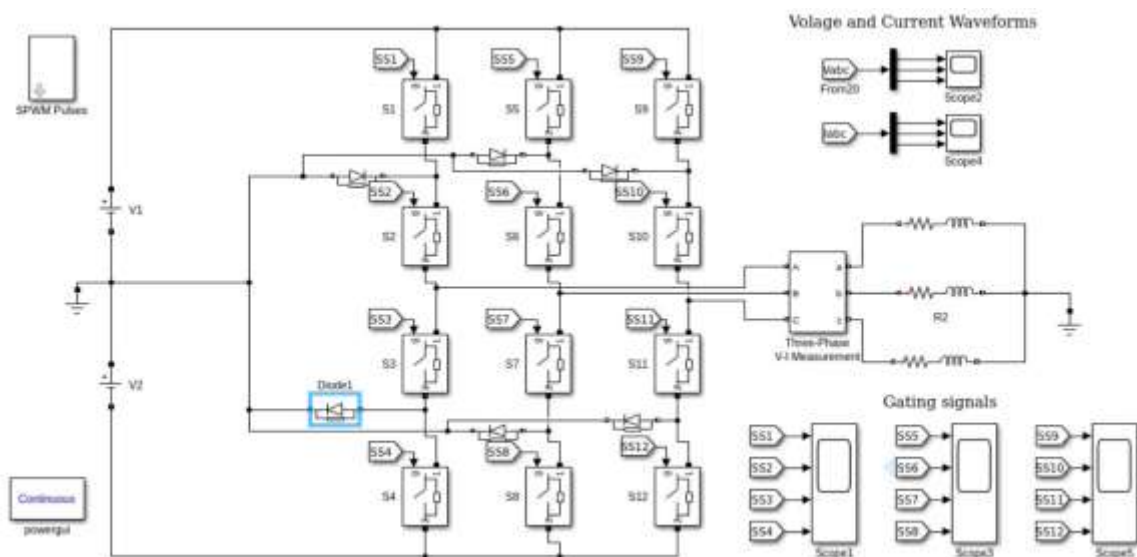 Volage and Current Waveforms
SPWM Pulses
SS1
SS5
SS9
S1
S5
S9
Vabc
From20
Scope2
Iabc
Scope4
SS2
SS6
SS10
S2
S6
S10
V1
A
B
C
a
b
c
Three-Phase
V-I Measurement
R2
SS3
SS7
SS11
S3
S7
S11
V2
Diode1
Gating signals
SS4
SS8
SS12
S4
S8
S12
Continuous
powergui
SS1
SS2
SS3
SS4
Scope1
SS5
SS6
SS7
SS8
Scope3
SS9
SS10
SS11
SS12